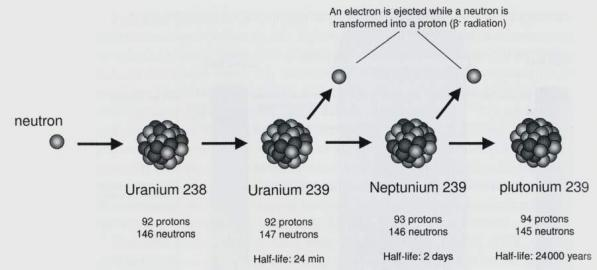 An electron is ejected while a neutron is
transformed into a proton (β⁻ radiation)
neutron
Uranium 238
Uranium 239
Neptunium 239
plutonium 239
92 protons
146 neutrons
92 protons
147 neutrons
93 protons
146 neutrons
94 protons
145 neutrons
Half-life: 24 min
Half-life: 2 days
Half-life: 24000 years